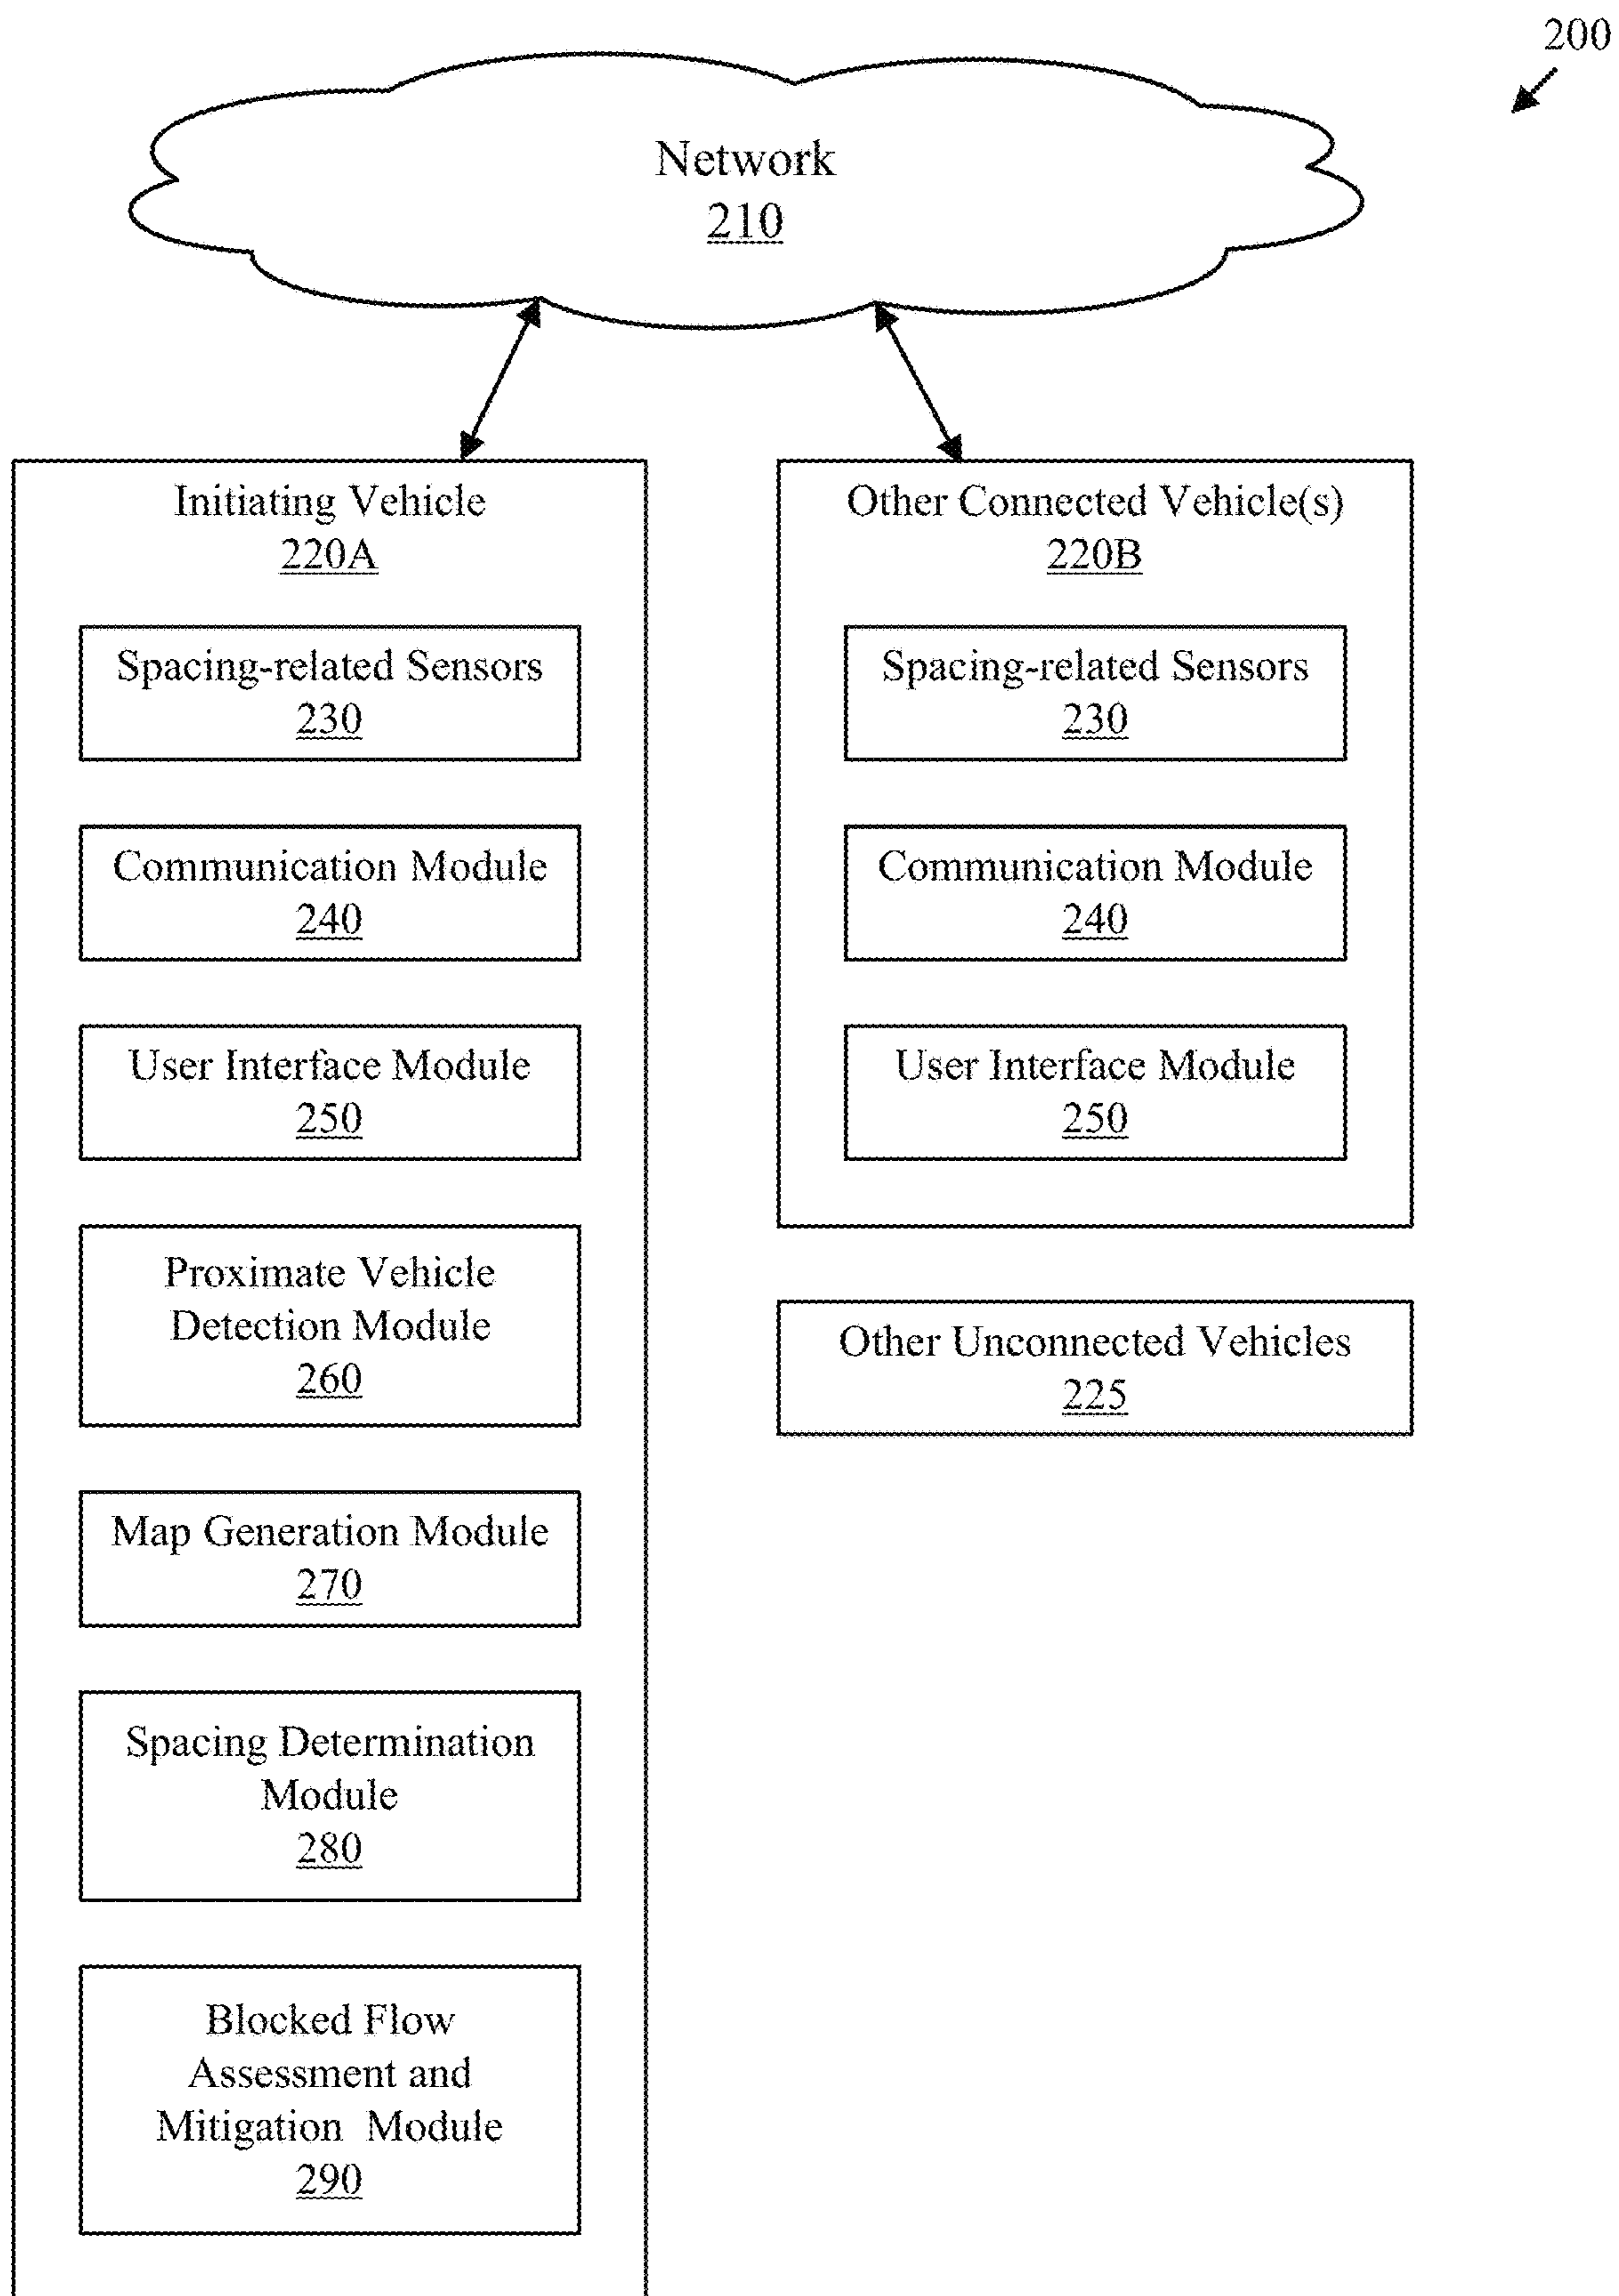 200
Network
210
Initiating Vehicle
220A
Spacing-related Sensors
230
Communication Module
240
User Interface Module
250
Proximate Vehicle
Detection Module
260
Map Generation Module
270
Spacing Determination
Module
280
Blocked Flow
Assessment and
Mitigation Module
290
Other Connected Vehicle(s)
220B
Spacing-related Sensors
230
Communication Module
240
User Interface Module
250
Other Unconnected Vehicles
225